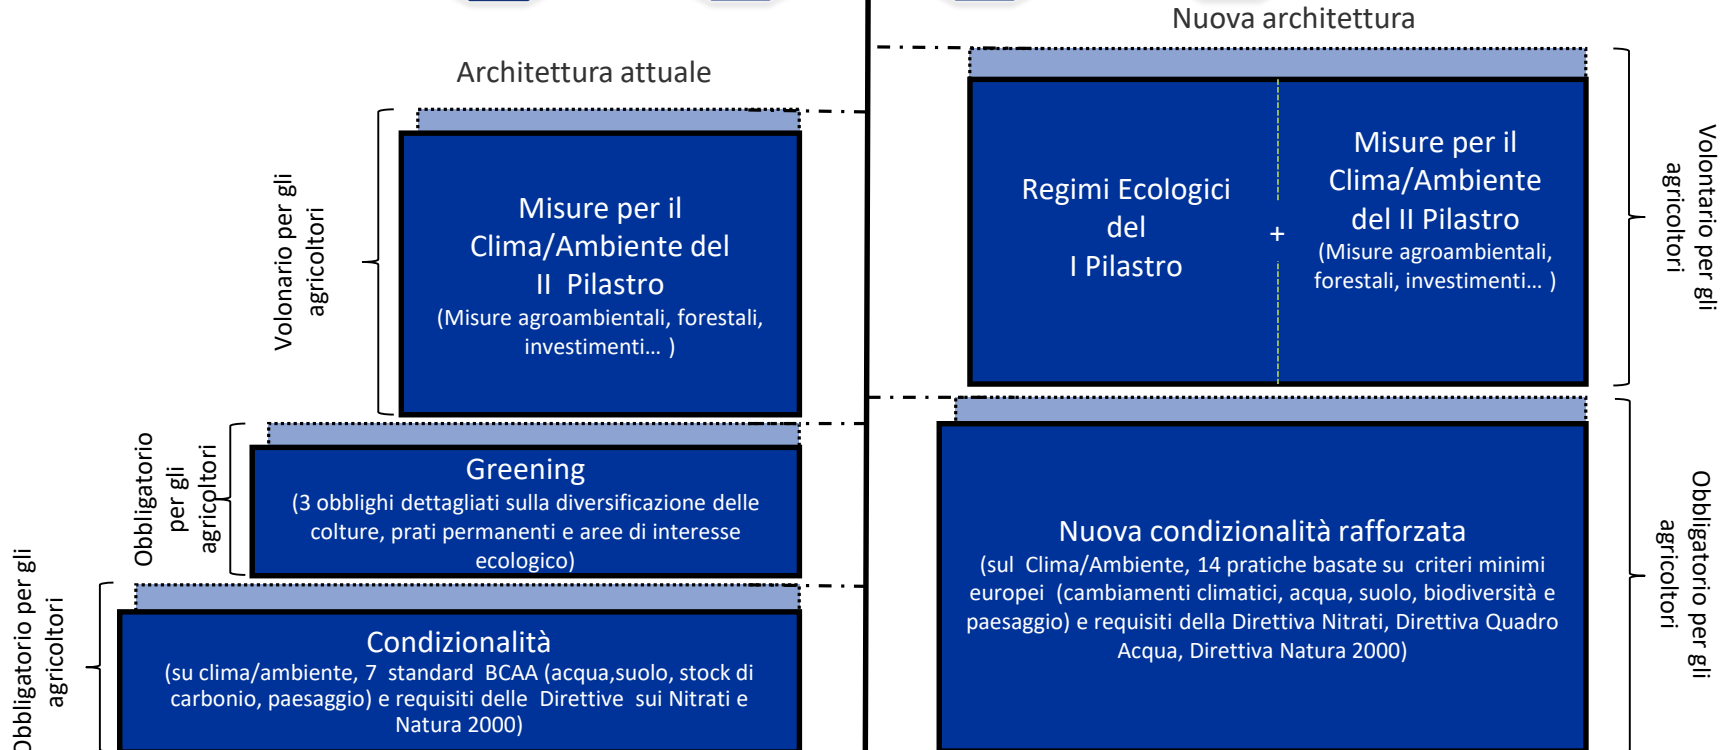 Architettura attuale
Volonario per gli
agricoltori
Misure per il
Clima/Ambiente del
II Pilastro
(Misure agroambientali, forestali,
investimenti... )
Obbligatorio
per gli
agricoltori
Greening
(3 obblighi dettagliati sulla diversificazione delle
colture, prati permanenti e aree di interesse
ecologico)
Obbligatorio per gli
agricoltori
Condizionalità
(su clima/ambiente, 7 standard BCAA (acqua,suolo, stock di
carbonio, paesaggio) e requisiti delle Direttive sui Nitrati e
Natura 2000)
Nuova architettura
Regimi Ecologici
del
I Pilastro
+
Misure per il
Clima/Ambiente
del II Pilastro
(Misure agroambientali,
forestali, investimenti... )
Volontario per gli
agricoltori
Nuova condizionalità rafforzata
(sul Clima/Ambiente, 14 pratiche basate su criteri minimi
europei (cambiamenti climatici, acqua, suolo, biodiversità e
paesaggio) e requisiti della Direttiva Nitrati, Direttiva Quadro
Acqua, Direttiva Natura 2000)
Obbligatorio per gli
agricoltori